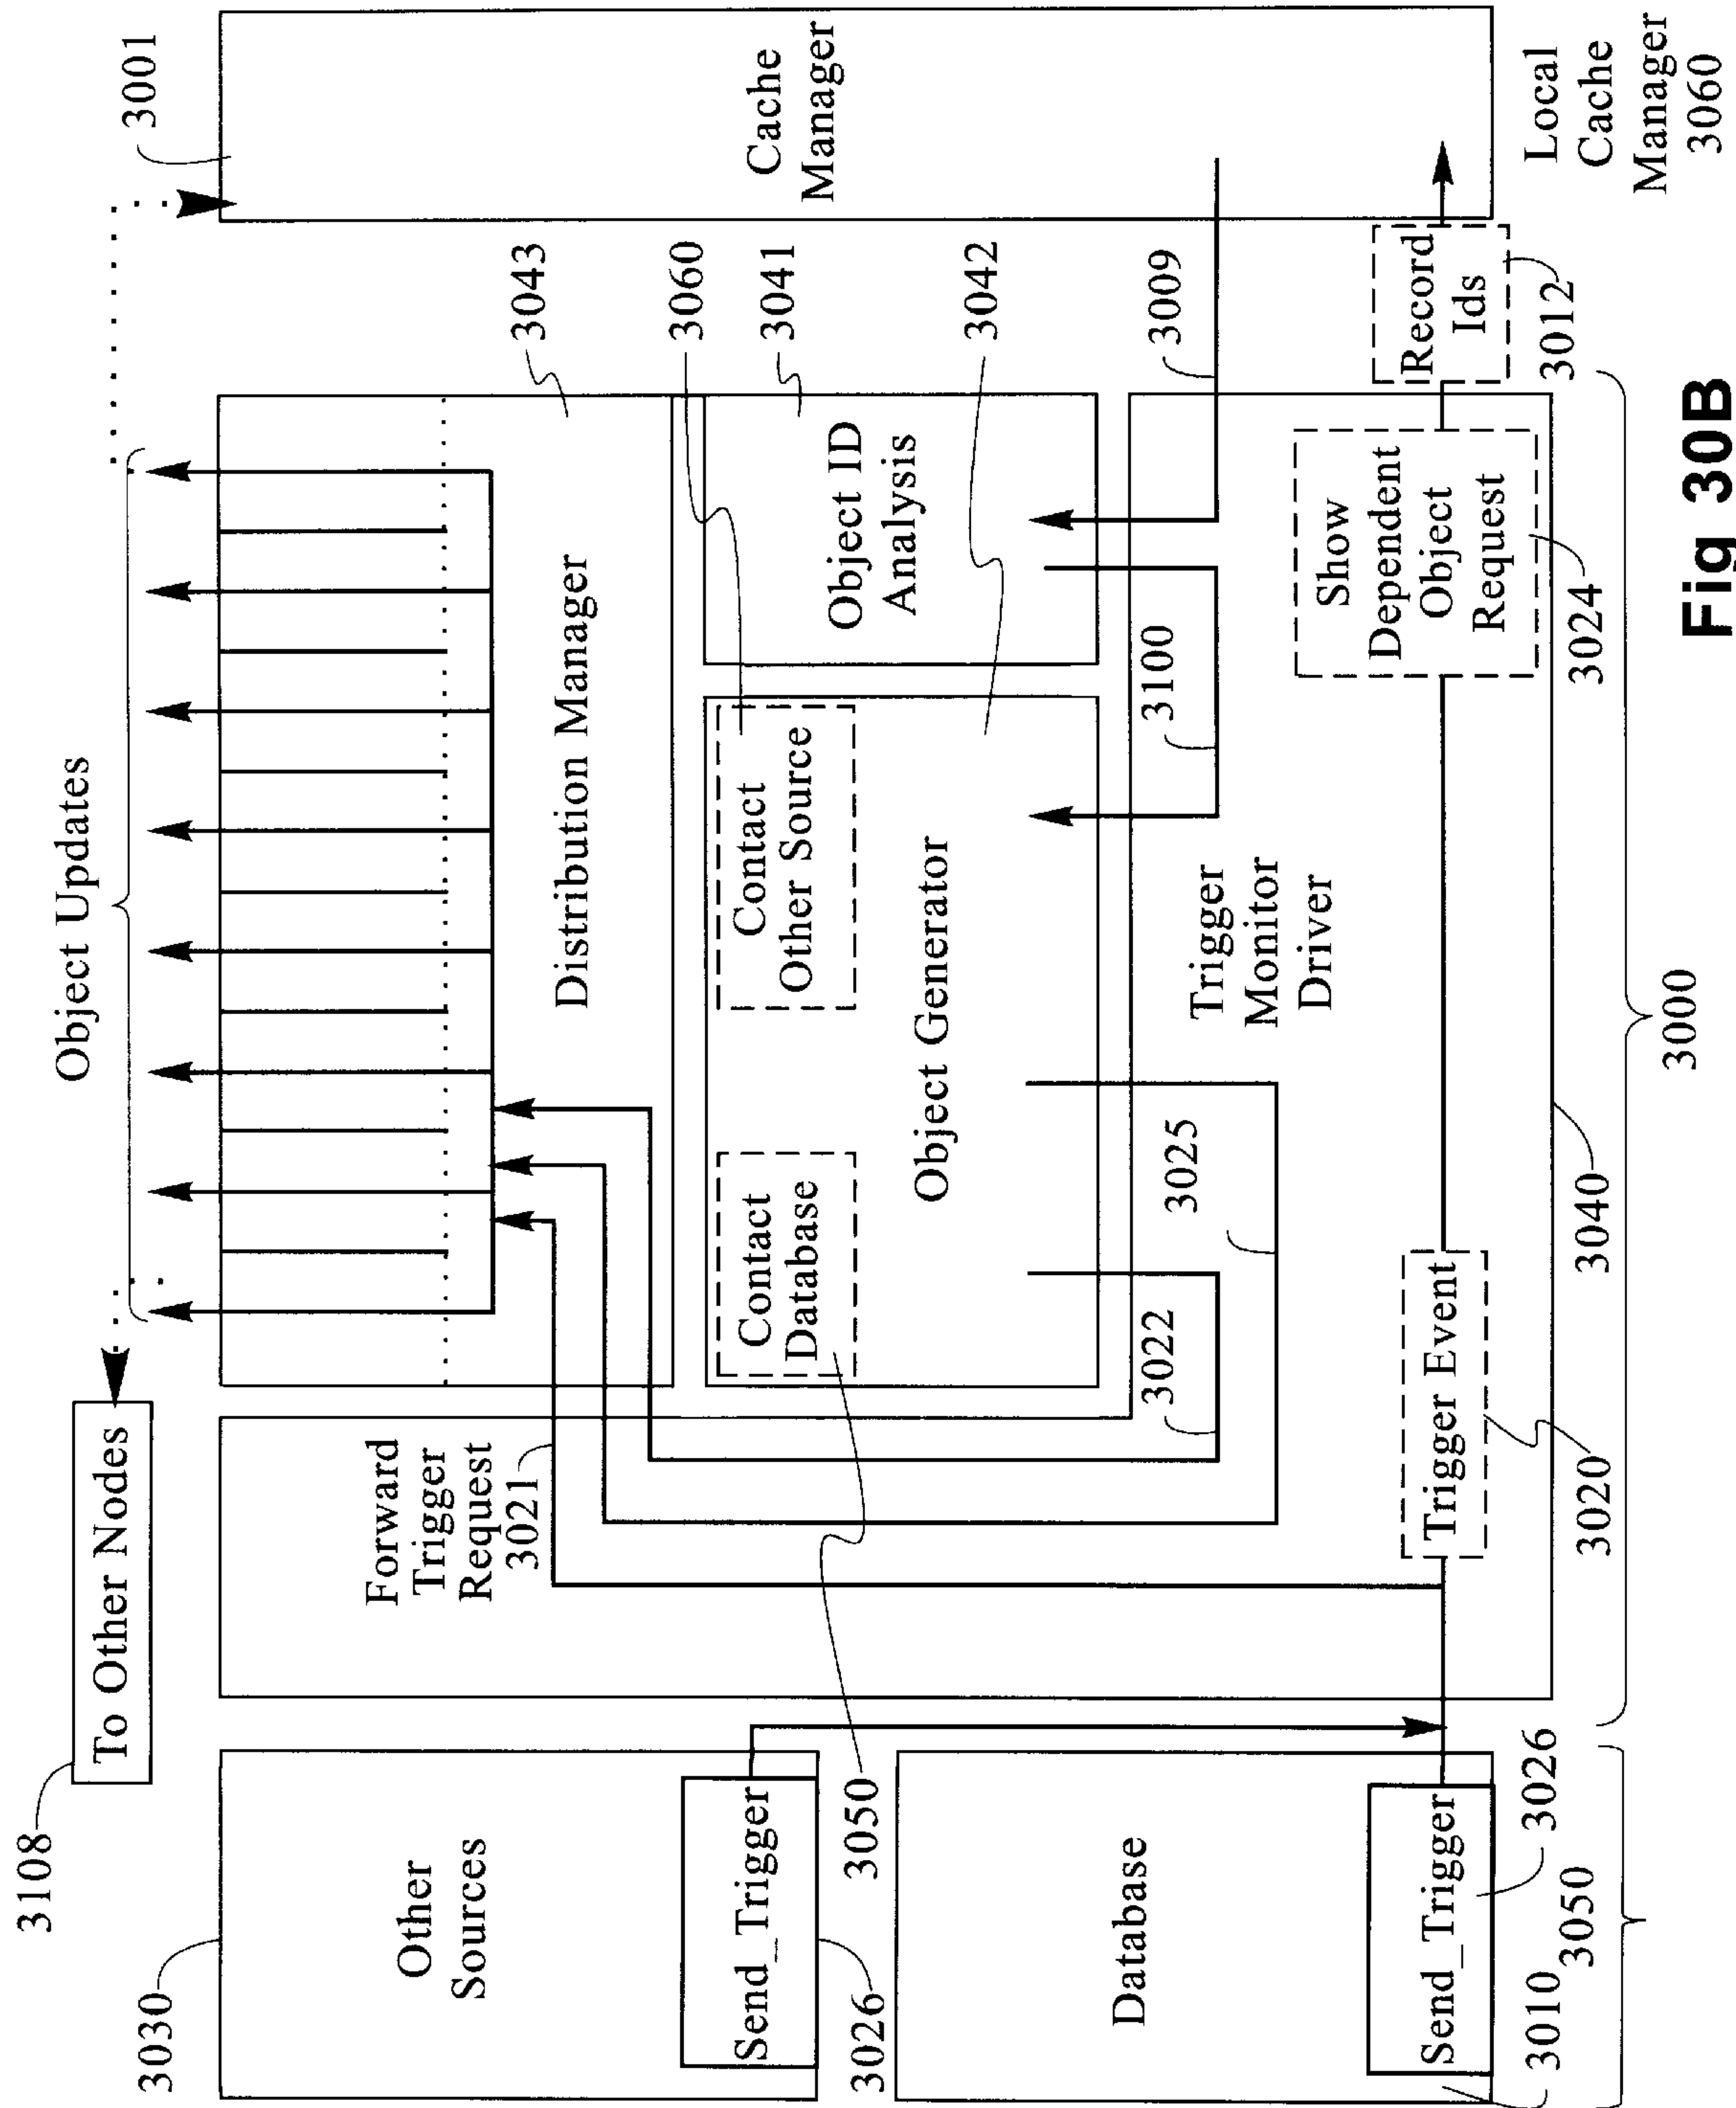 3108
To Other Nodes
Object Updates
3001
3030
Other
Sources
Send_Trigger
3026
Forward
Trigger
Request
3021
Distribution Manager
3043
Cache
Manager
3060
Contact
Database
Contact
Other Source
Object Generator
Object ID
Analysis
3041
3042
3050
Database
Send_Trigger
3026
3010
3050
3022
3025
3100
3009
Trigger
Monitor
Driver
Trigger Event
3020
3040
Show
Dependent
Object
Request
3024
Record
Ids
3012
Local
Cache
Manager
3060
3000
Fig 30B